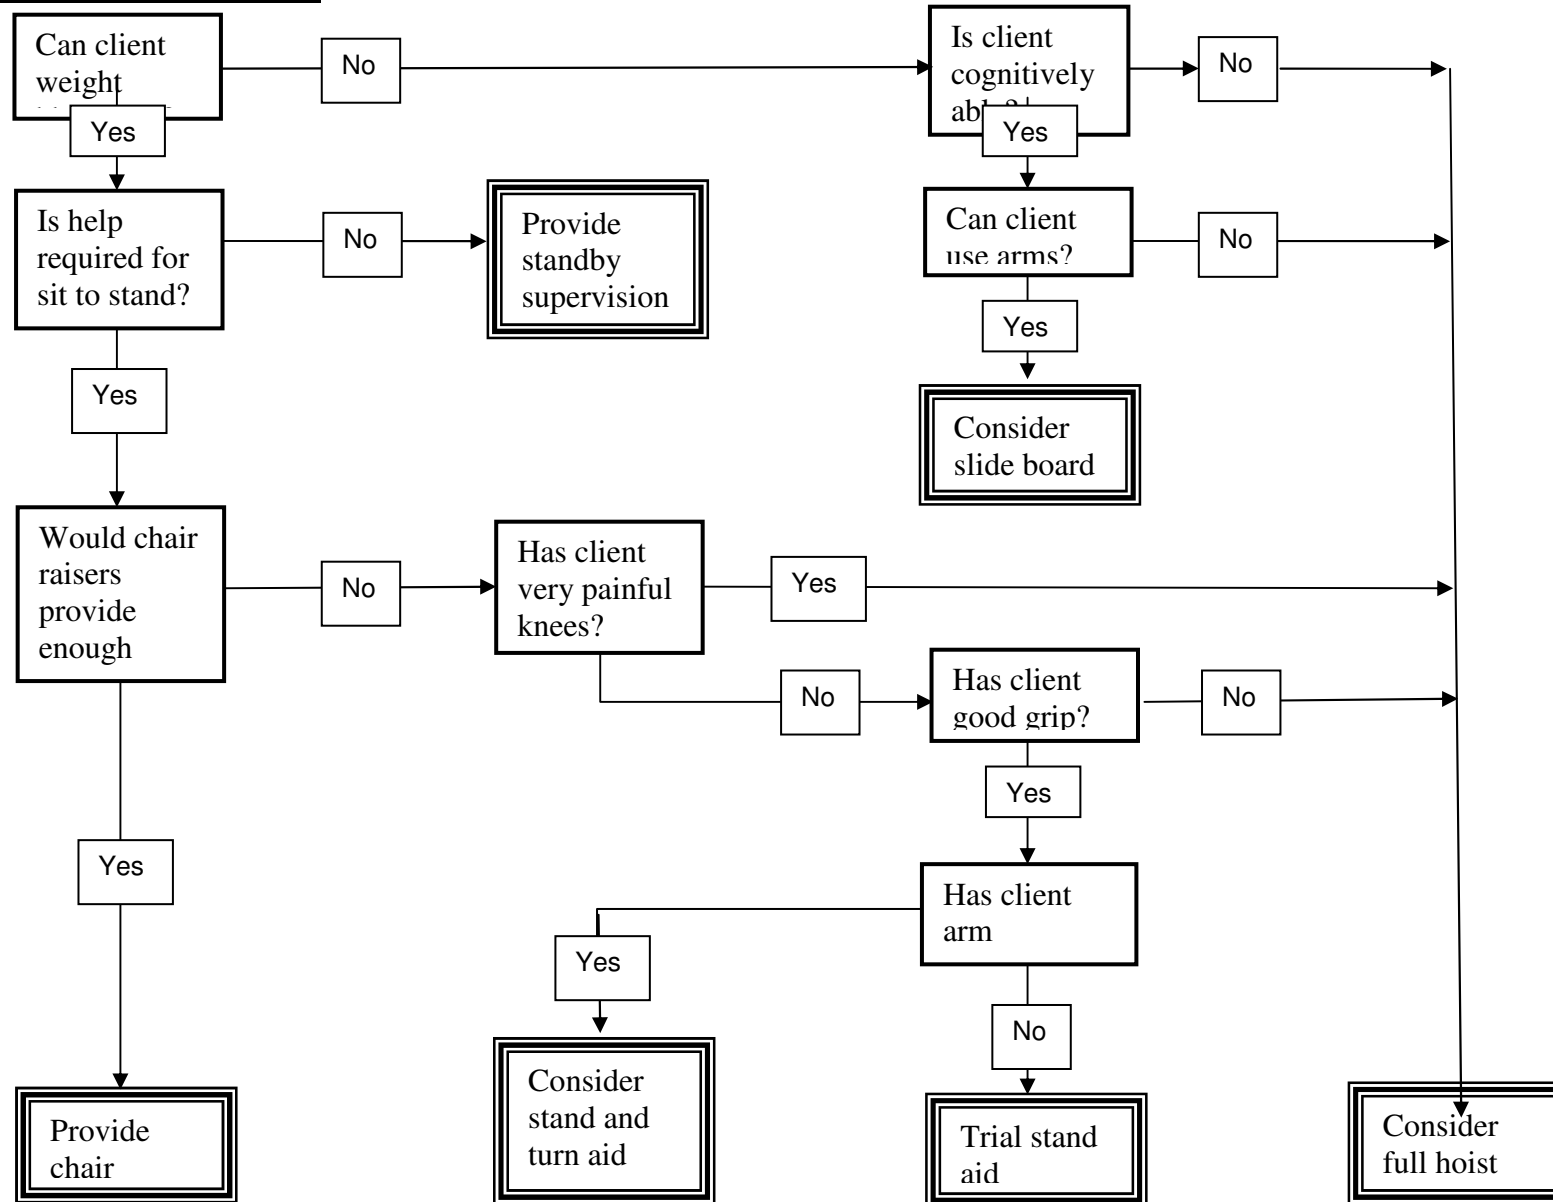 Can client
weight
No
Is client
cognitively
able?
No
Yes
Yes
Is help
required for
sit to stand?
No
Provide
standby
supervision
Can client
use arms?
No
Yes
Yes
Consider
slide board
Would chair
raisers
provide
enough
No
Has client
very painful
knees?
Yes
No
Has client
good grip?
No
Yes
Yes
Has client
arm
Yes
No
Provide
chair
Consider
stand and
turn aid
Trial stand
aid
Consider
full hoist